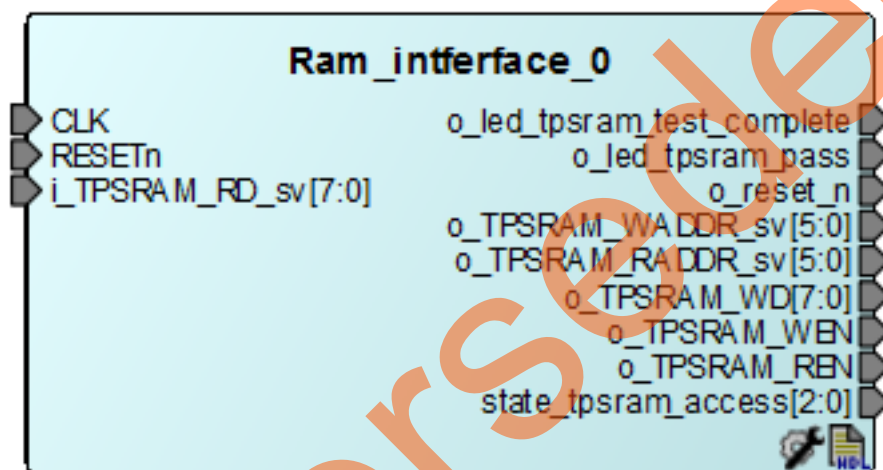 Ram_intferface_0
CLK
RESETn
i_TPSRAM_RD_sv[7:0]
o_led_tpsram_test_complete
o_led_tpsram_pass
o_reset_n
o_TPSRAM_WADDR_sv[5:0]
o_TPSRAM_RADDR_sv[5:0]
o_TPSRAM_WD[7:0]
o_TPSRAM_WEN
o_TPSRAM_REN
state_tpsram_access[2:0]
HDL
ersede